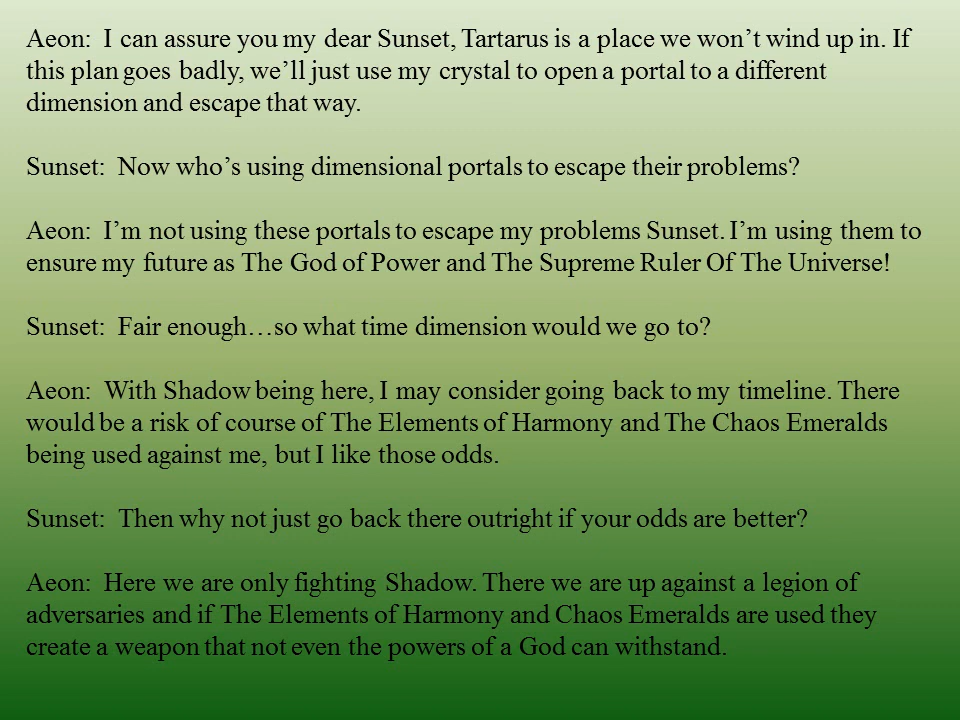 Aeon:  I can assure you my dear Sunset, Tartarus is a place we won’t wind up in. If
this plan goes badly, we’ll just use my crystal to open a portal to a different
dimension and escape that way.
Sunset:  Now who’s using dimensional portals to escape their problems?
Aeon:  I’m not using these portals to escape my problems Sunset. I’m using them to
ensure my future as The God of Power and The Supreme Ruler Of The Universe!
Sunset:  Fair enough…so what time dimension would we go to?
Aeon:  With Shadow being here, I may consider going back to my timeline. There
would be a risk of course of The Elements of Harmony and The Chaos Emeralds
being used against me, but I like those odds.
Sunset:  Then why not just go back there outright if your odds are better?
Aeon:  Here we are only fighting Shadow. There we are up against a legion of
adversaries and if The Elements of Harmony and Chaos Emeralds are used they
create a weapon that not even the powers of a God can withstand.